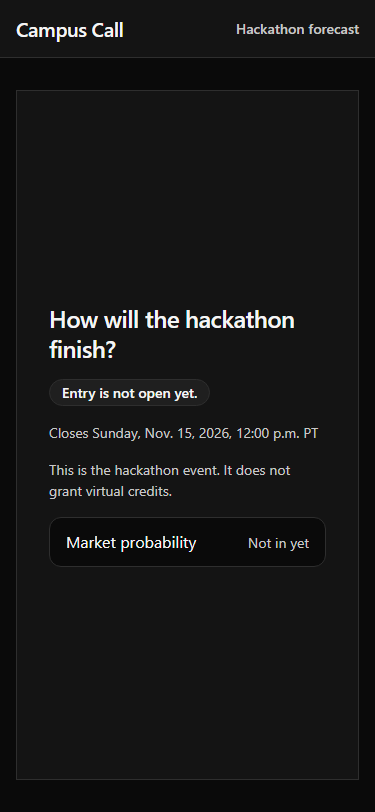 Campus Call
Hackathon forecast
How will the hackathon
finish?
Entry is not open yet.
Closes Sunday, Nov. 15, 2026, 12:00 p.m. PT
This is the hackathon event. It does not
grant virtual credits.
Market probability
Not in yet